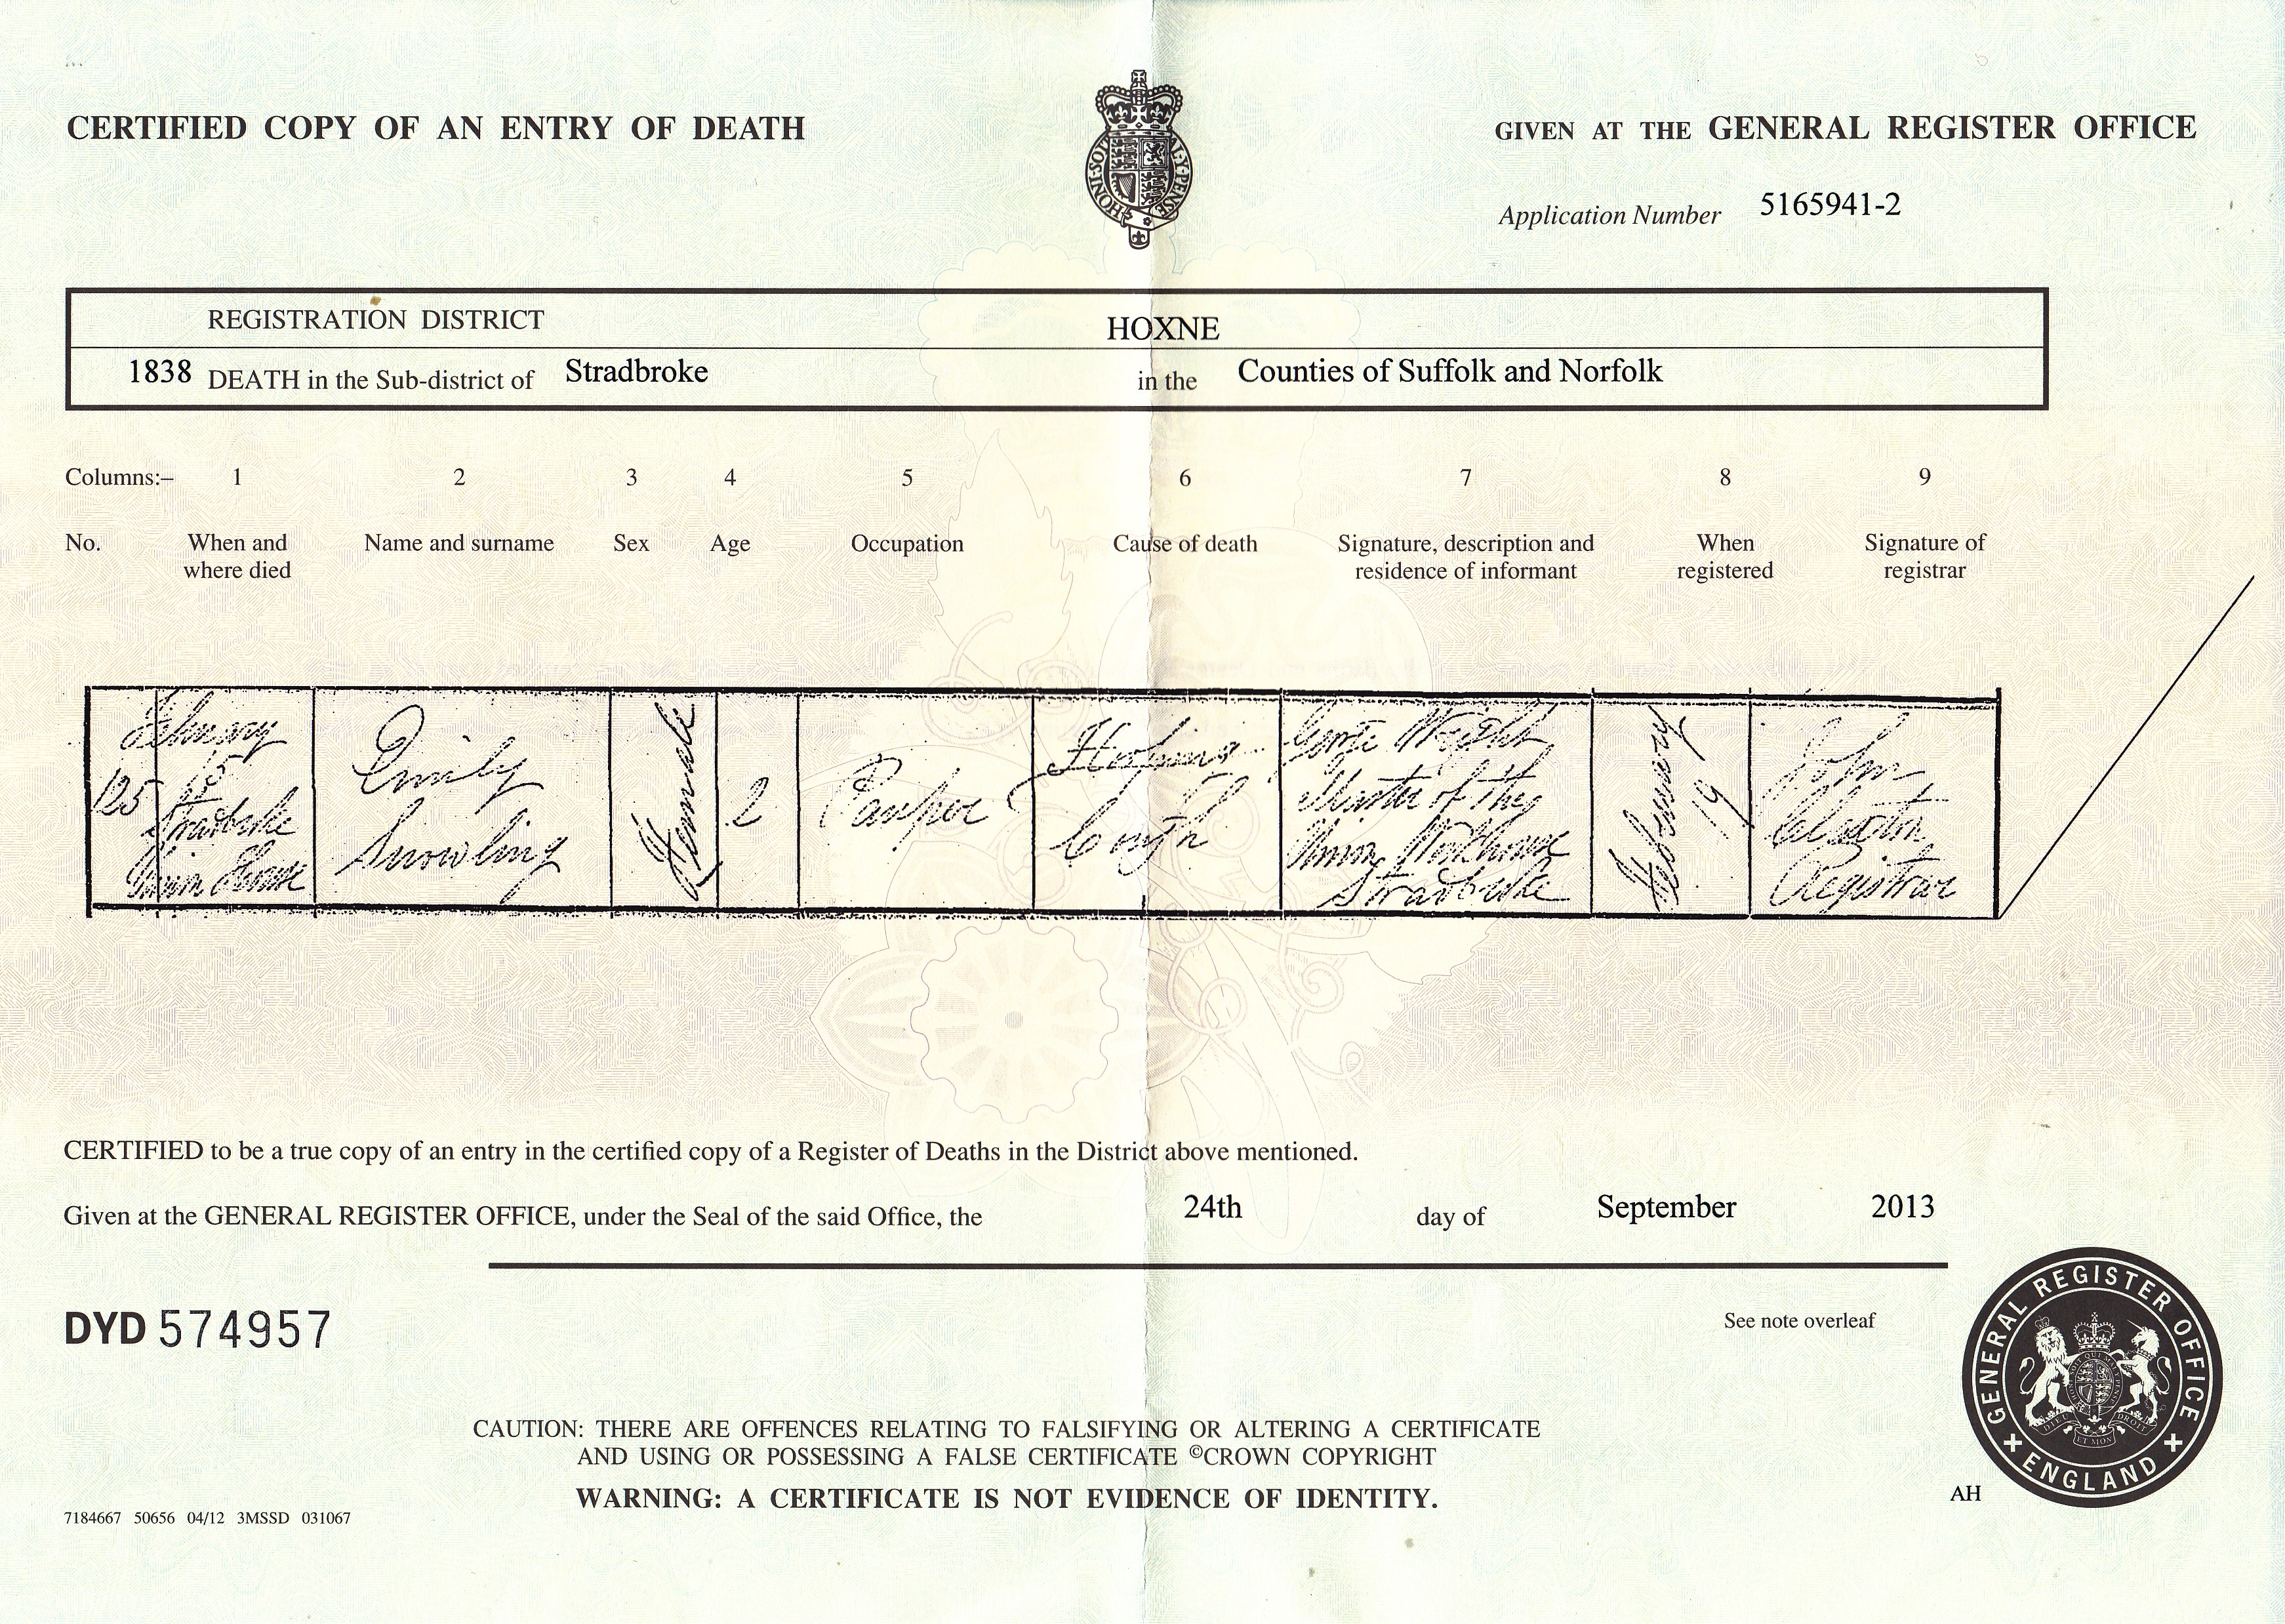 CERTIFIED COPY OF AN ENTRY OF DEATH
GIVEN AT THE GENERAL REGISTER OFFICE
HONI·SOIT AL·Y·PENSE
Application Number 5165941-2
REGISTRATION DISTRICT HOXNE
1838 DEATH in the Sub-district of Stradbroke in the Counties of Suffolk and Norfolk
Columns:– 1 2 3 4 5 6 7 8 9
No. When and where died Name and surname Sex Age Occupation Cause of death Signature, description and residence of informant When registered Signature of registrar
125
February
15
Stradbroke
Union House
Emily
Snowling
Female
2
Pauper
Hooping
Cough
George Wright
Master of the
Union Workhouse
Stradbroke
February
19
John
Registrar
CERTIFIED to be a true copy of an entry in the certified copy of a Register of Deaths in the District above mentioned.
Given at the GENERAL REGISTER OFFICE, under the Seal of the said Office, the 24th day of September 2013
DYD 574957
See note overleaf
GENERAL REGISTER OFFICE
ENGLAND
CAUTION: THERE ARE OFFENCES RELATING TO FALSIFYING OR ALTERING A CERTIFICATE
AND USING OR POSSESSING A FALSE CERTIFICATE ©CROWN COPYRIGHT
WARNING: A CERTIFICATE IS NOT EVIDENCE OF IDENTITY.
AH
7184667 50656 04/12 3MSSD 031067